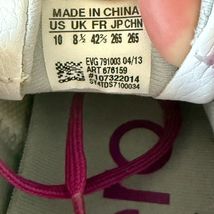 MADE IN CHINA
US UK FR JP CHN
10 8½ 42⅔ 265 265
EVG 791003 04/13
ART 678159
#107322014